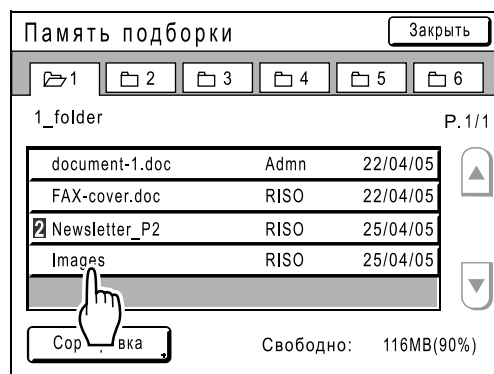 Память подборки Закрыть
1 2 3 4 5 6
1_folder P.1/1
document-1.doc Admn 22/04/05
FAX-cover.doc RISO 22/04/05
2 Newsletter_P2 RISO 25/04/05
Images RISO 25/04/05
Свободно: 116MB(90%)